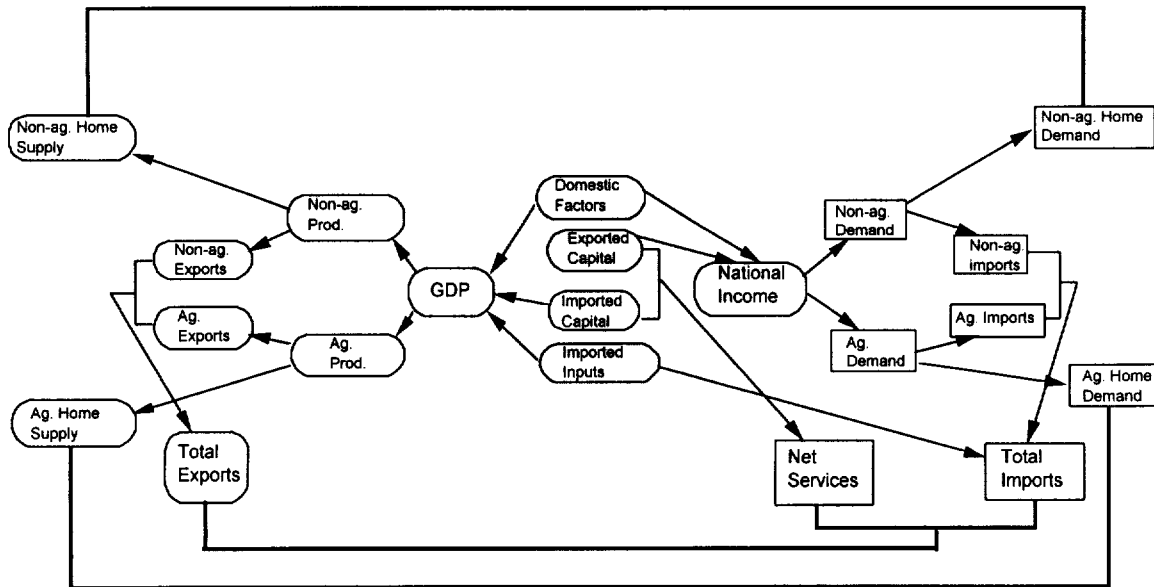 Non-ag. Home
Supply
Non-ag. Home
Demand
Domestic
Factors
Non-ag.
Prod.
Non-ag.
Demand
Non-ag.
Exports
Exported
Capital
Non-ag.
imports
GDP
National
Income
Ag.
Exports
Imported
Capital
Ag. Imports
Ag.
Prod.
Imported
Inputs
Ag.
Demand
Ag. Home
Demand
Ag. Home
Supply
Total
Exports
Net
Services
Total
Imports